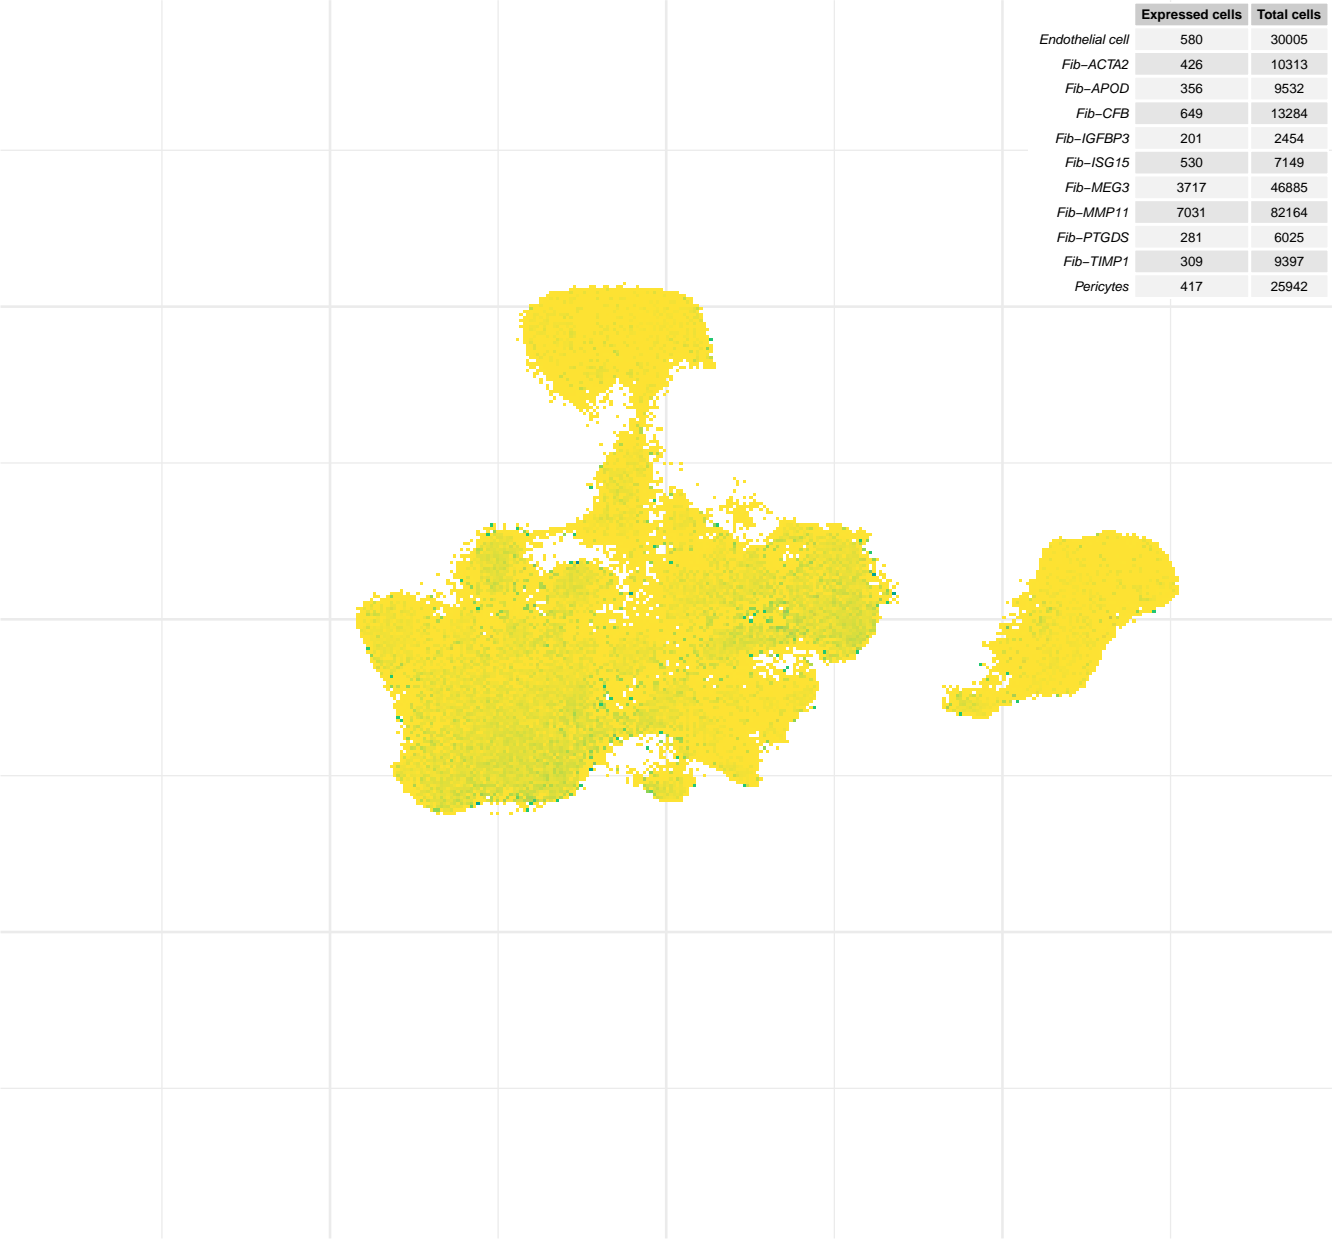 Expressed cells Total cells
Endothelial cell 580 30005
Fib−ACTA2 426 10313
Fib−APOD 356 9532
Fib−CFB 649 13284
Fib−IGFBP3 201 2454
Fib−ISG15 530 7149
Fib−MEG3 3717 46885
Fib−MMP11 7031 82164
Fib−PTGDS 281 6025
Fib−TIMP1 309 9397
Pericytes 417 25942